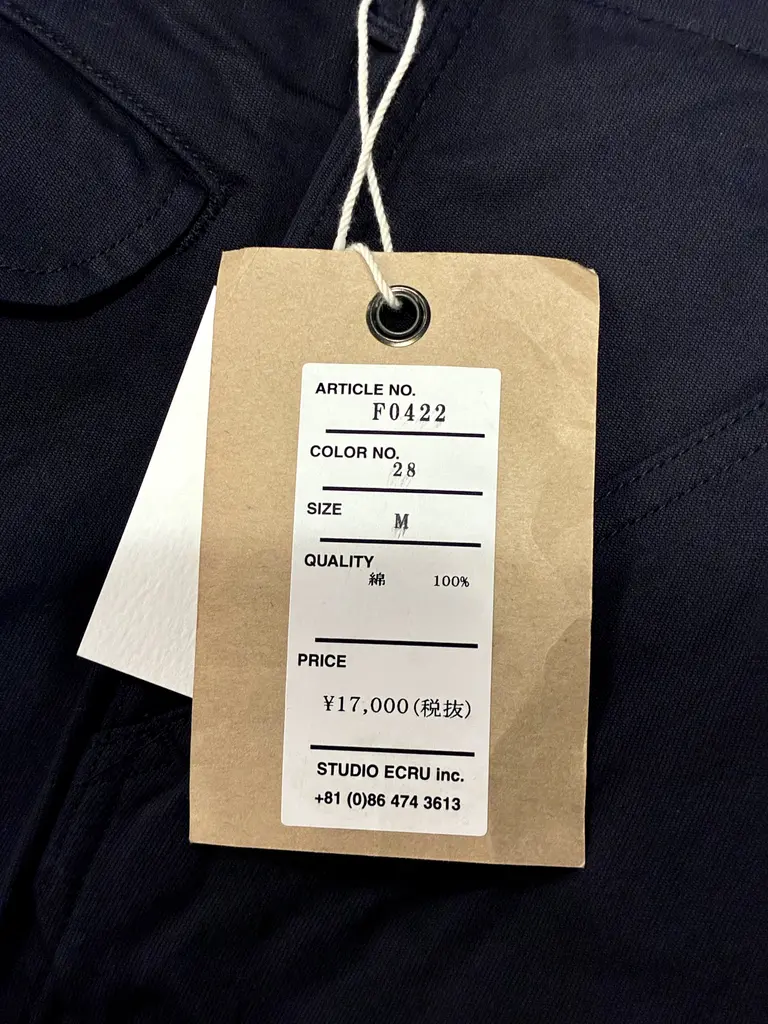 ARTICLE NO.
F0422
COLOR NO.
28
SIZE
M
QUALITY
綿 100%
PRICE
¥17,000(税抜)
STUDIO ECRU inc.
+81 (0)86 474 3613